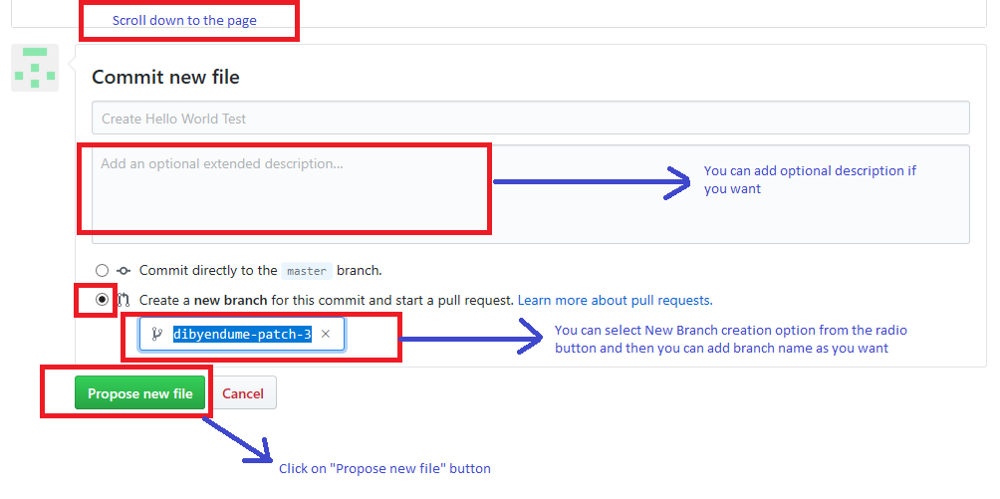 Scroll down to the page
Commit new file
Create Hello World Test
Add an optional extended description...
You can add optional description if
you want
Commit directly to the master branch.
Create a new branch for this commit and start a pull request. Learn more about pull requests.
dibyendume-patch-3 ×
You can select New Branch creation option from the radio
button and then you can add branch name as you want
Propose new file Cancel
Click on "Propose new file" button